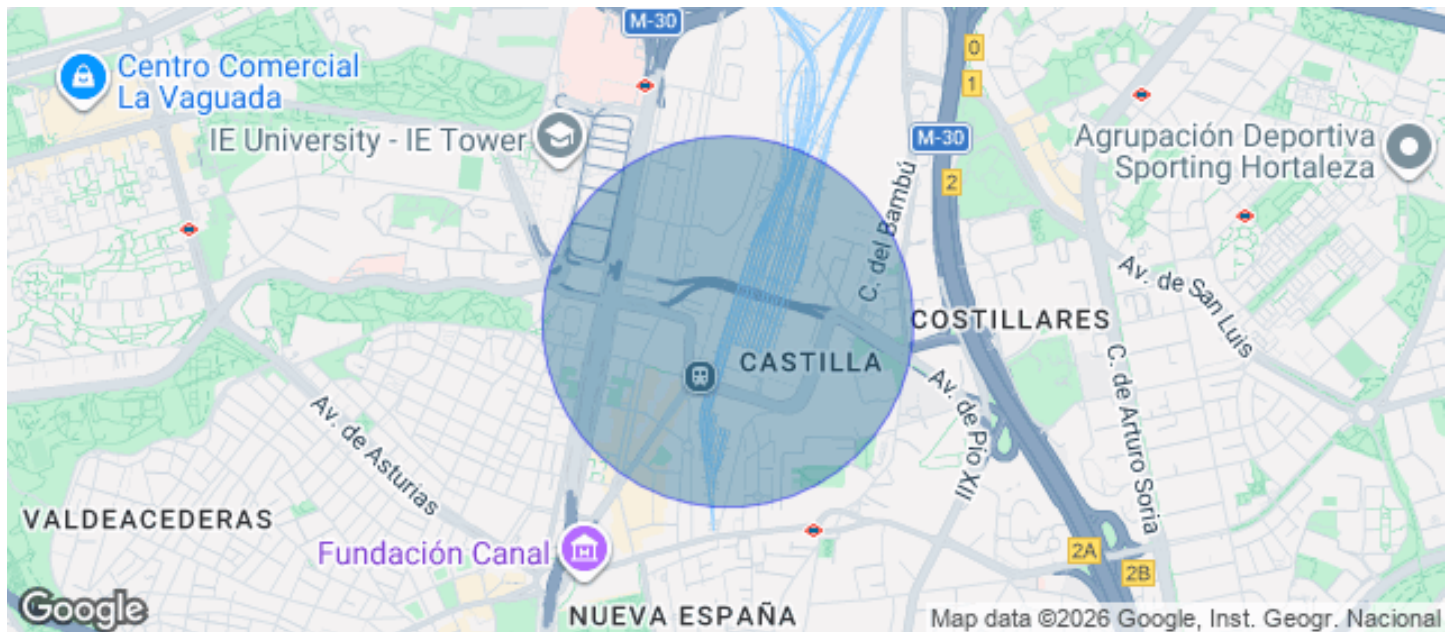 M-30
Centro Comercial
La Vaguada
IE University - IE Tower
0
1
M-30
2
Agrupación Deportiva
Sporting Hortaleza
C. del Bambú
Av. de San Luis
COSTILLARES
CASTILLA
C. de Arturo Soria
Av. de Pío XII
Av. de Asturias
VALDEACEDERAS
Fundación Canal
2A
2B
NUEVA ESPAÑA
Google
Map data ©2026 Google, Inst. Geogr. Nacional